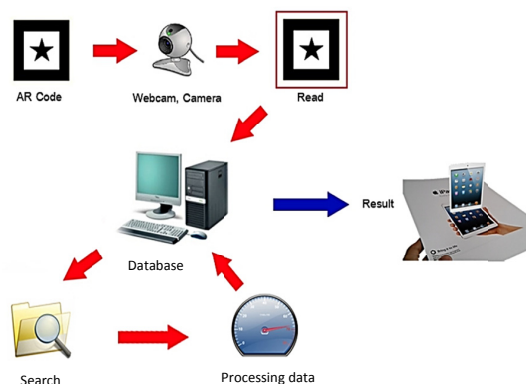 AR Code
Webcam, Camera
Read
Result
Database
Search
Processing data